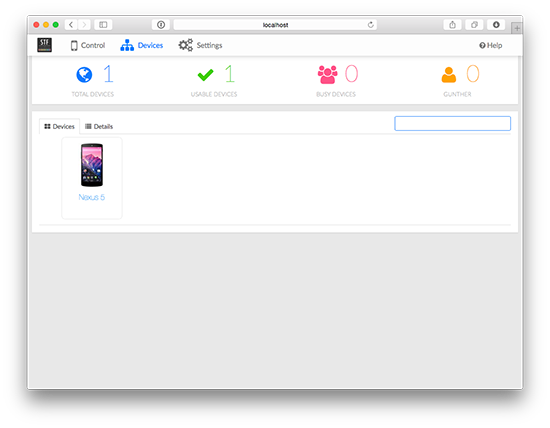 localhost
STF
Control
Devices
Settings
Help
1
TOTAL DEVICES
1
USABLE DEVICES
0
BUSY DEVICES
0
GUNTHER
Devices
Details
Nexus 5